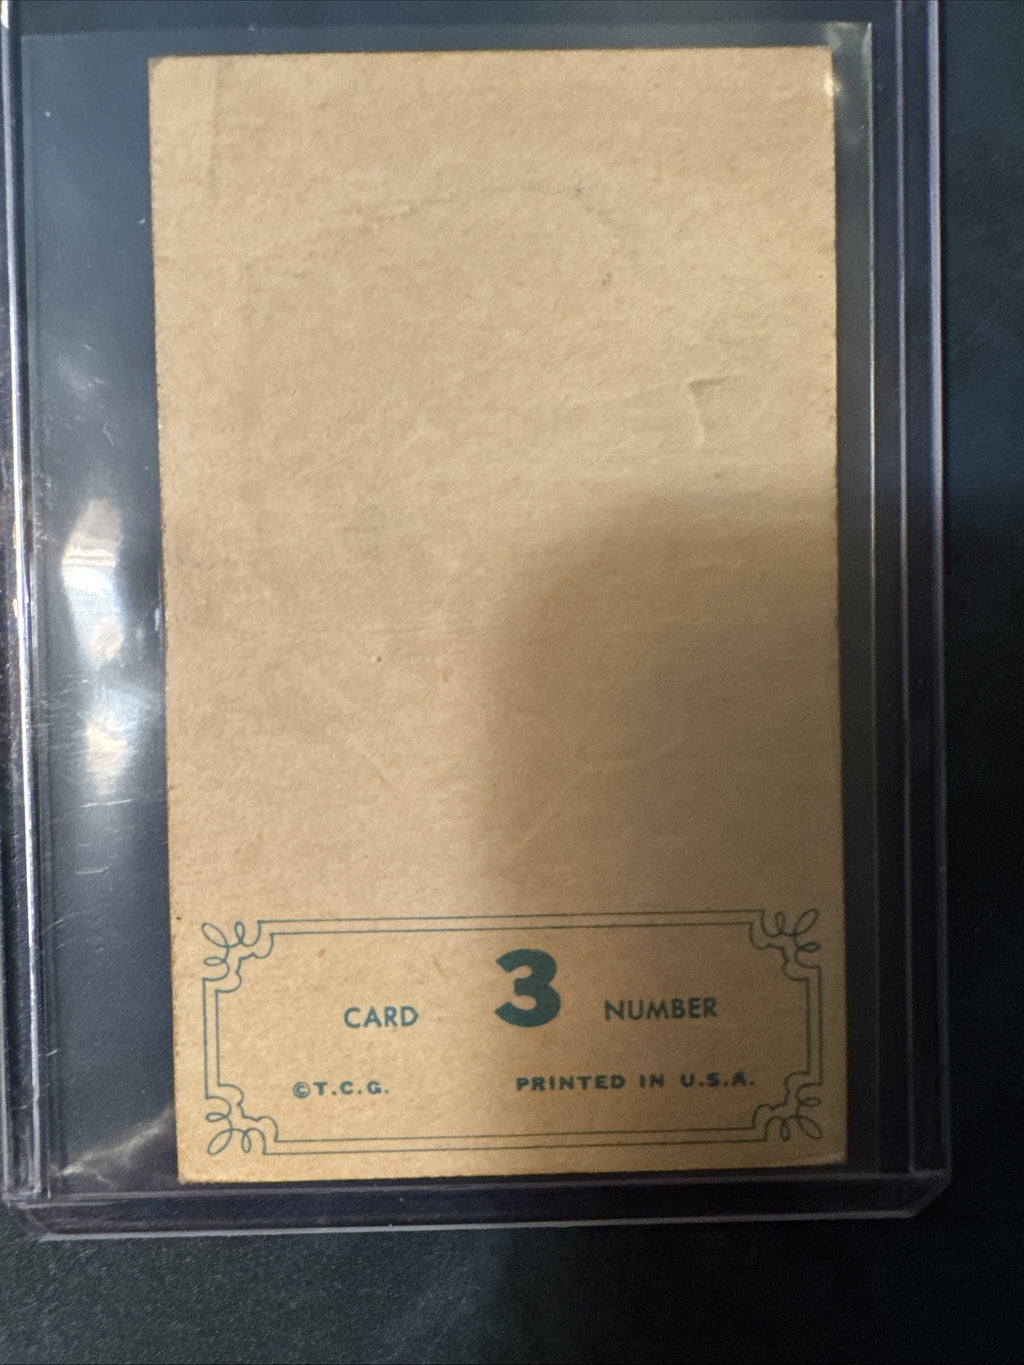 CARD 3 NUMBER
©T.C.G. PRINTED IN U.S.A.